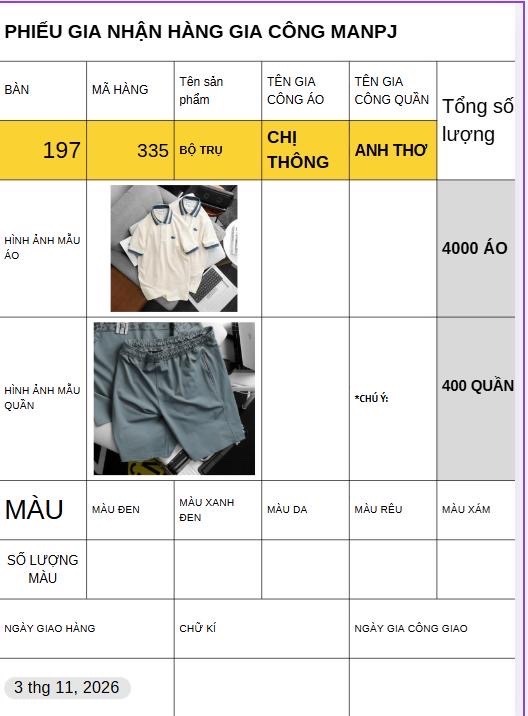 PHIẾU GIA NHẬN HÀNG GIA CÔNG MANPJ
BÀN
MÃ HÀNG
Tên sản
phẩm
TÊN GIA
CÔNG ÁO
TÊN GIA
CÔNG QUẦN
Tổng số
lượng
197
335
BỘ TRỤ
CHỊ
THÔNG
ANH THƠ
HÌNH ẢNH MẪU
ÁO
4000 ÁO
HÌNH ẢNH MẪU
QUẦN
*CHÚ Ý:
400 QUẦN
MÀU
MÀU ĐEN
MÀU XANH
ĐEN
MÀU DA
MÀU RÊU
MÀU XÁM
SỐ LƯỢNG
MÀU
NGÀY GIAO HÀNG
CHỮ KÍ
NGÀY GIA CÔNG GIAO
3 thg 11, 2026